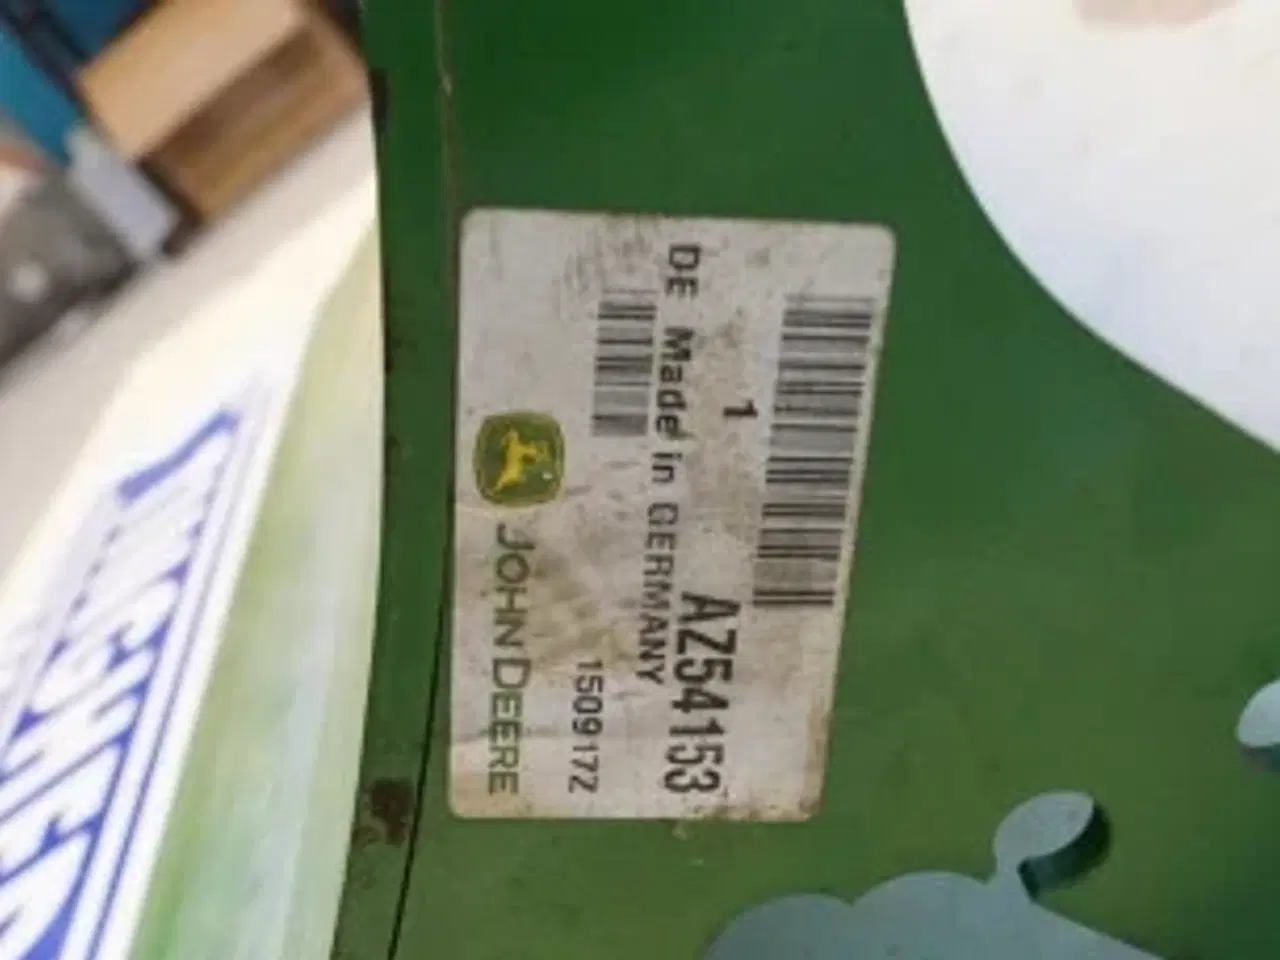 AZ54153
1
DE Made in GERMANY
1509172
JOHN DEERE